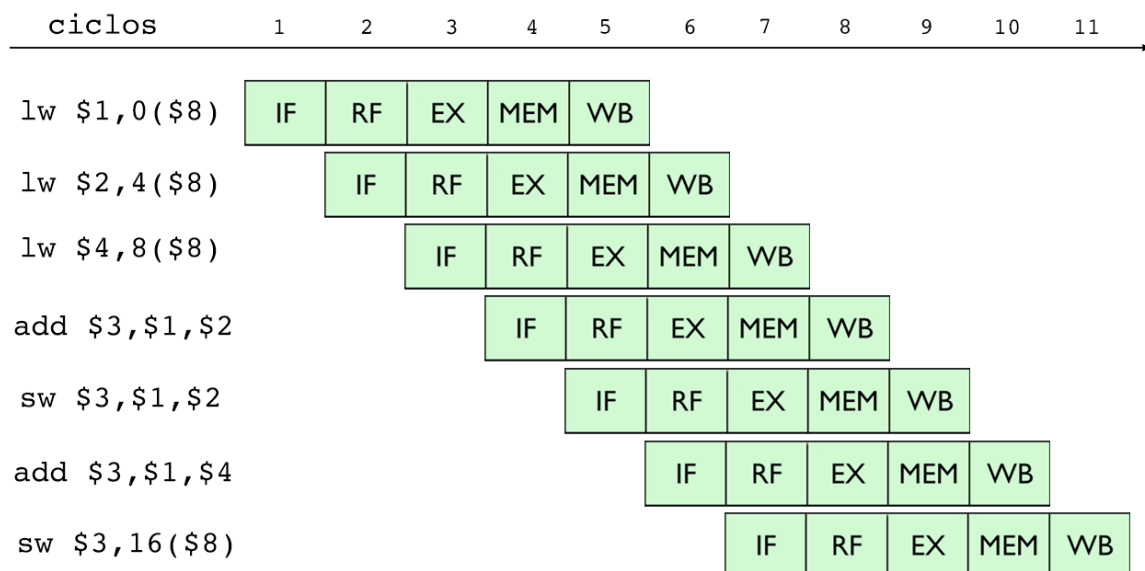 ciclos 1 2 3 4 5 6 7 8 9 10 11
lw $1,0($8) IF RF EX MEM WB
lw $2,4($8) IF RF EX MEM WB
lw $4,8($8) IF RF EX MEM WB
add $3,$1,$2 IF RF EX MEM WB
sw $3,$1,$2 IF RF EX MEM WB
add $3,$1,$4 IF RF EX MEM WB
sw $3,16($8) IF RF EX MEM WB